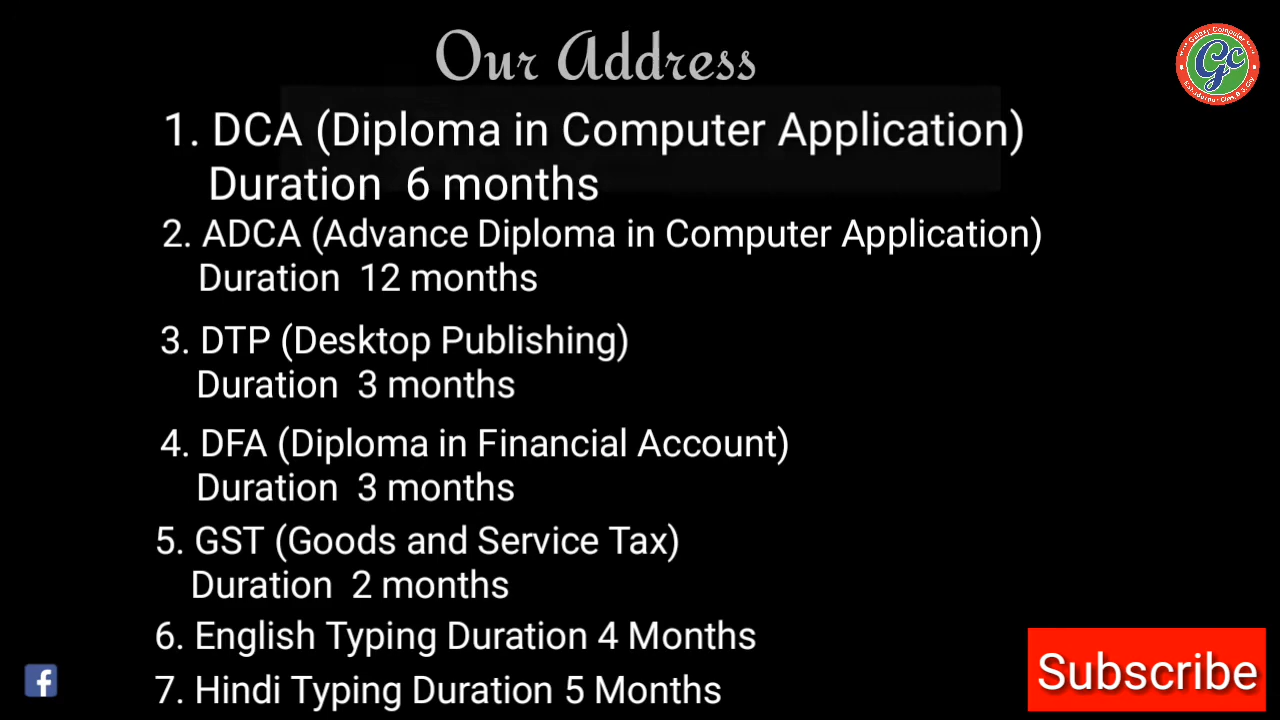 Our Address
1. DCA (Diploma in Computer Application)
Duration 6 months
2. ADCA (Advance Diploma in Computer Application)
Duration 12 months
3. DTP (Desktop Publishing)
Duration 3 months
4. DFA (Diploma in Financial Account)
Duration 3 months
5. GST (Goods and Service Tax)
Duration 2 months
6. English Typing Duration 4 Months
7. Hindi Typing Duration 5 Months
Subscribe
Galaxy Computer
Gc
f